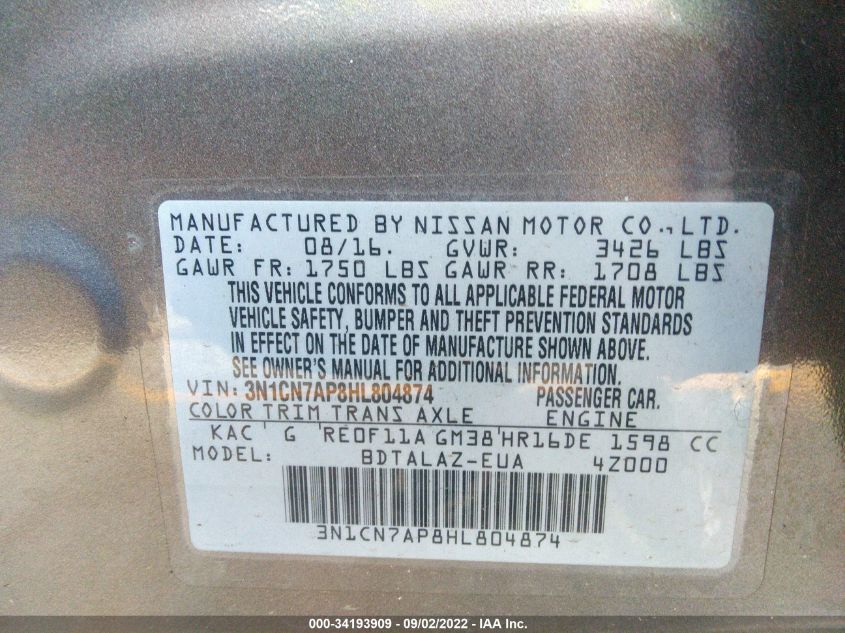 MANUFACTURED BY NISSAN MOTOR CO., LTD.
DATE: 08/16. GVWR: 3426 LBS
GAWR FR: 1750 LBS GAWR RR: 1708 LBS
THIS VEHICLE CONFORMS TO ALL APPLICABLE FEDERAL MOTOR
VEHICLE SAFETY, BUMPER AND THEFT PREVENTION STANDARDS
IN EFFECT ON THE DATE OF MANUFACTURE SHOWN ABOVE.
SEE OWNER'S MANUAL FOR ADDITIONAL INFORMATION.
VIN: 3N1CN7AP8HL804874 PASSENGER CAR.
COLOR TRIM TRANS AXLE ENGINE
KAC G RE0F11A GM38 HR16DE 1598 CC
MODEL: BDTALAZ-EUA 4Z000
3N1CN7AP8HL804874
000-34193909 - 09/02/2022 - IAA Inc.